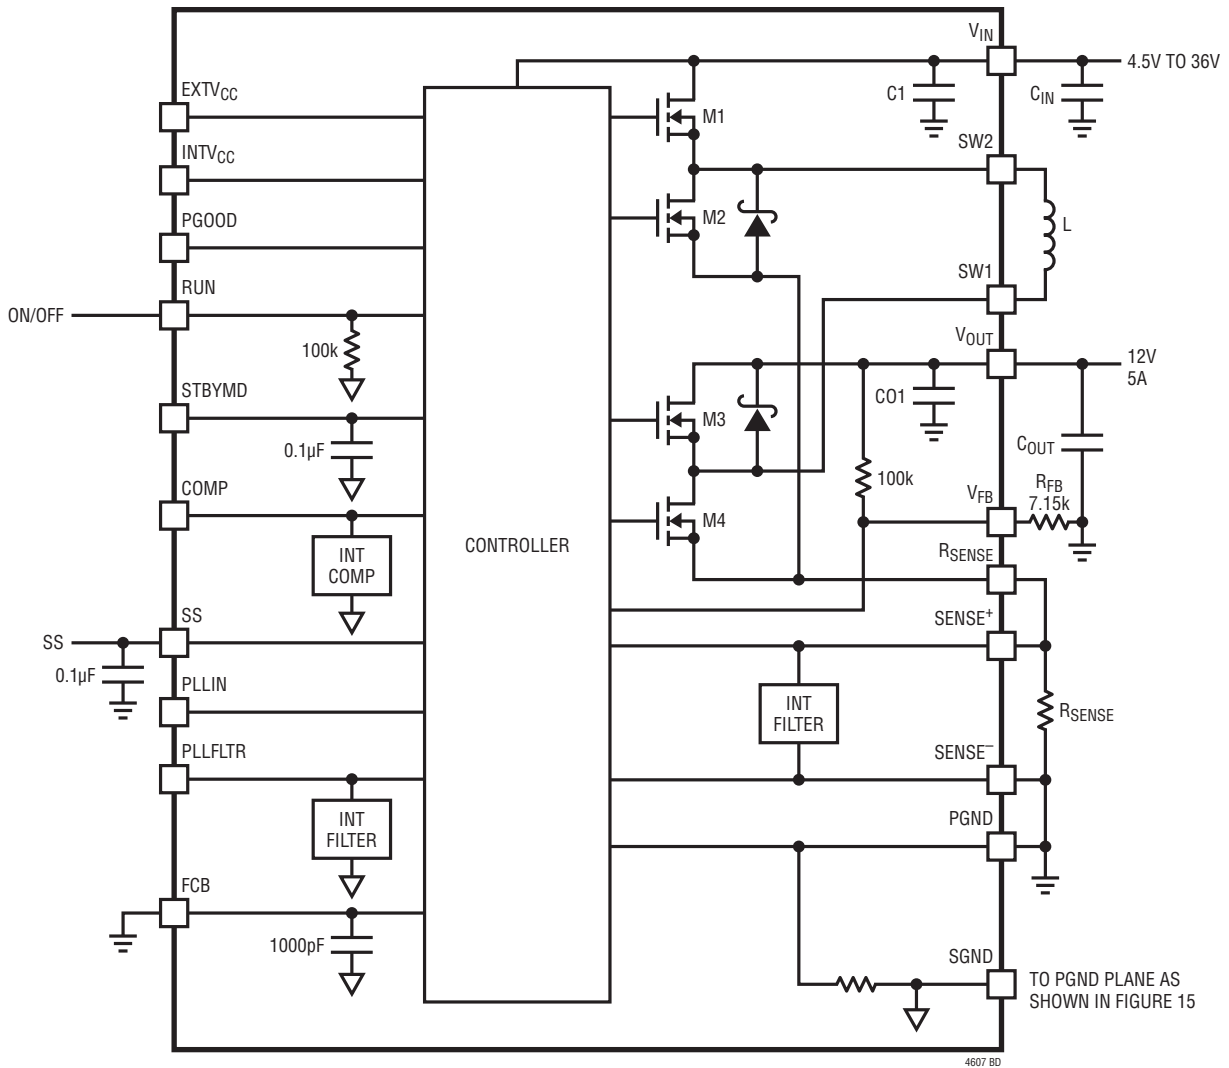 V_IN
4.5V TO 36V
C1
C_IN
EXTV_CC
M1
SW2
INTV_CC
M2
PGOOD
L
SW1
RUN
ON/OFF
100k
V_OUT
12V
5A
STBYMD
M3
CO1
0.1µF
C_OUT
100k
COMP
V_FB
R_FB
7.15k
M4
CONTROLLER
INT
COMP
R_SENSE
SS
SS
SENSE+
0.1µF
PLLIN
INT
FILTER
R_SENSE
PLLFLTR
SENSE–
INT
FILTER
PGND
FCB
1000pF
SGND
TO PGND PLANE AS
SHOWN IN FIGURE 15
4607 BD